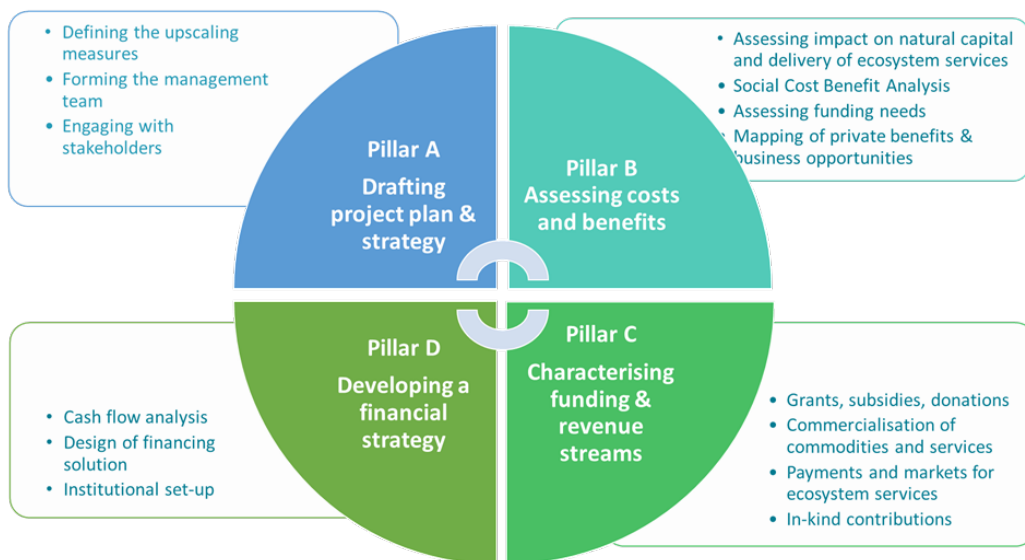 • Defining the upscaling
measures
• Forming the management
team
• Engaging with
stakeholders
Pillar A
Drafting
project plan &
strategy
• Assessing impact on natural capital
and delivery of ecosystem services
• Social Cost Benefit Analysis
• Assessing funding needs
• Mapping of private benefits &
business opportunities
Pillar B
Assessing costs
and benefits
Pillar D
Developing a
financial
strategy
• Cash flow analysis
• Design of financing
solution
• Institutional set-up
Pillar C
Characterising
funding &
revenue
streams
• Grants, subsidies, donations
• Commercialisation of
commodities and services
• Payments and markets for
ecosystem services
• In-kind contributions